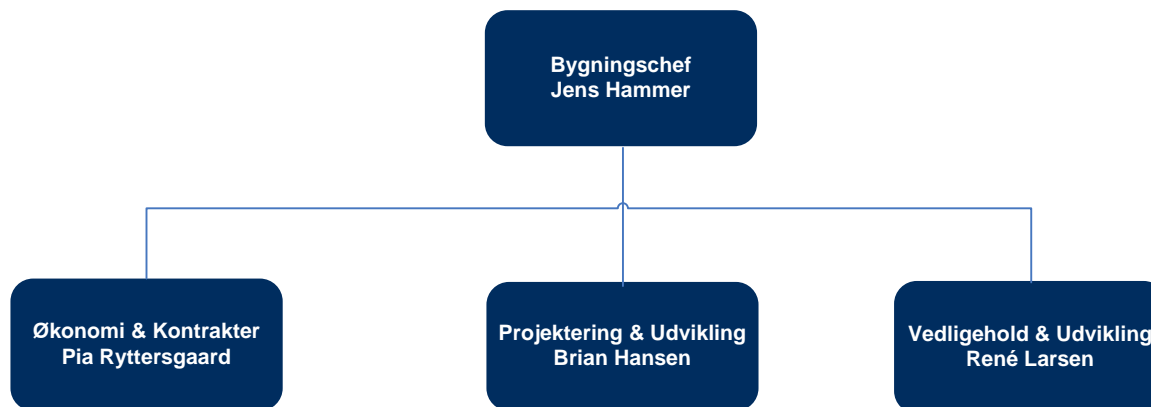 Bygningschef
Jens Hammer
Økonomi & Kontrakter
Pia Ryttersgaard
Projektering & Udvikling
Brian Hansen
Vedligehold & Udvikling
René Larsen